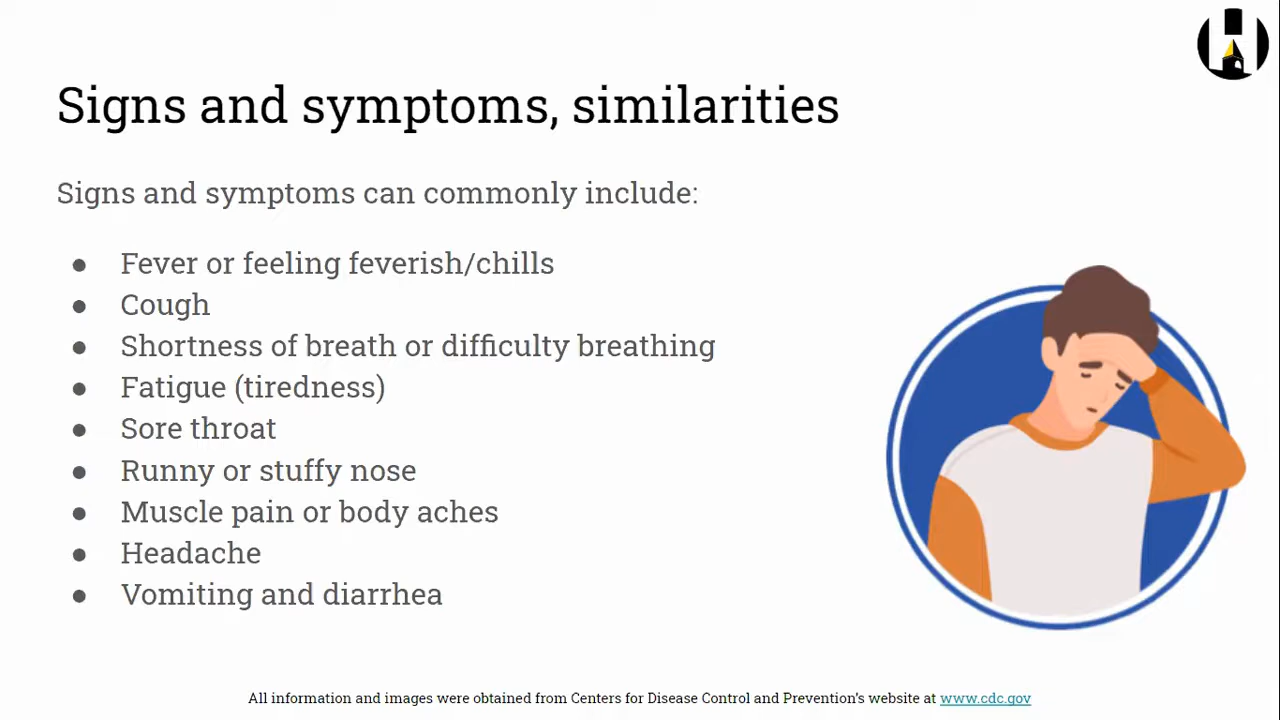 Signs and symptoms, similarities
Signs and symptoms can commonly include:
● Fever or feeling feverish/chills
● Cough
● Shortness of breath or difficulty breathing
● Fatigue (tiredness)
● Sore throat
● Runny or stuffy nose
● Muscle pain or body aches
● Headache
● Vomiting and diarrhea
All information and images were obtained from Centers for Disease Control and Prevention's website at www.cdc.gov